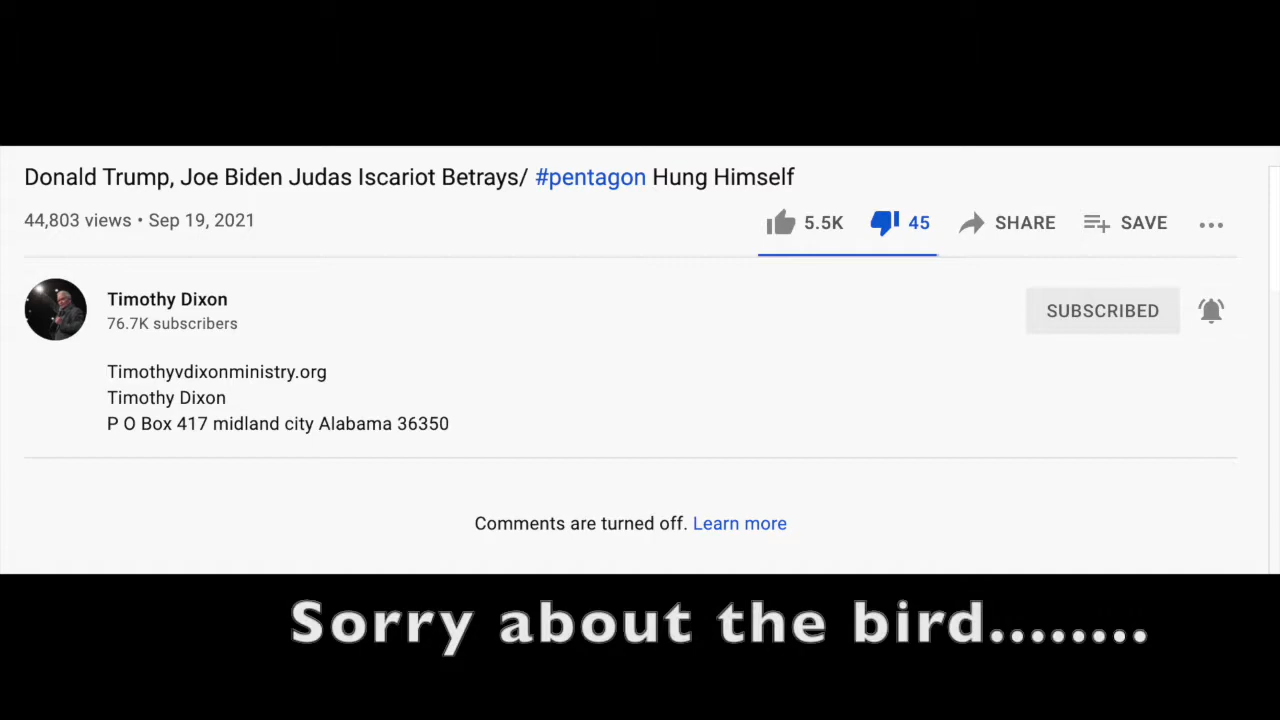 Donald Trump, Joe Biden Judas Iscariot Betrays/ #pentagon Hung Himself
44,803 views • Sep 19, 2021
5.5K 45 SHARE SAVE ...
Timothy Dixon
76.7K subscribers
SUBSCRIBED
Timothyvdixonministry.org
Timothy Dixon
P O Box 417 midland city Alabama 36350
Comments are turned off. Learn more
Sorry about the bird........